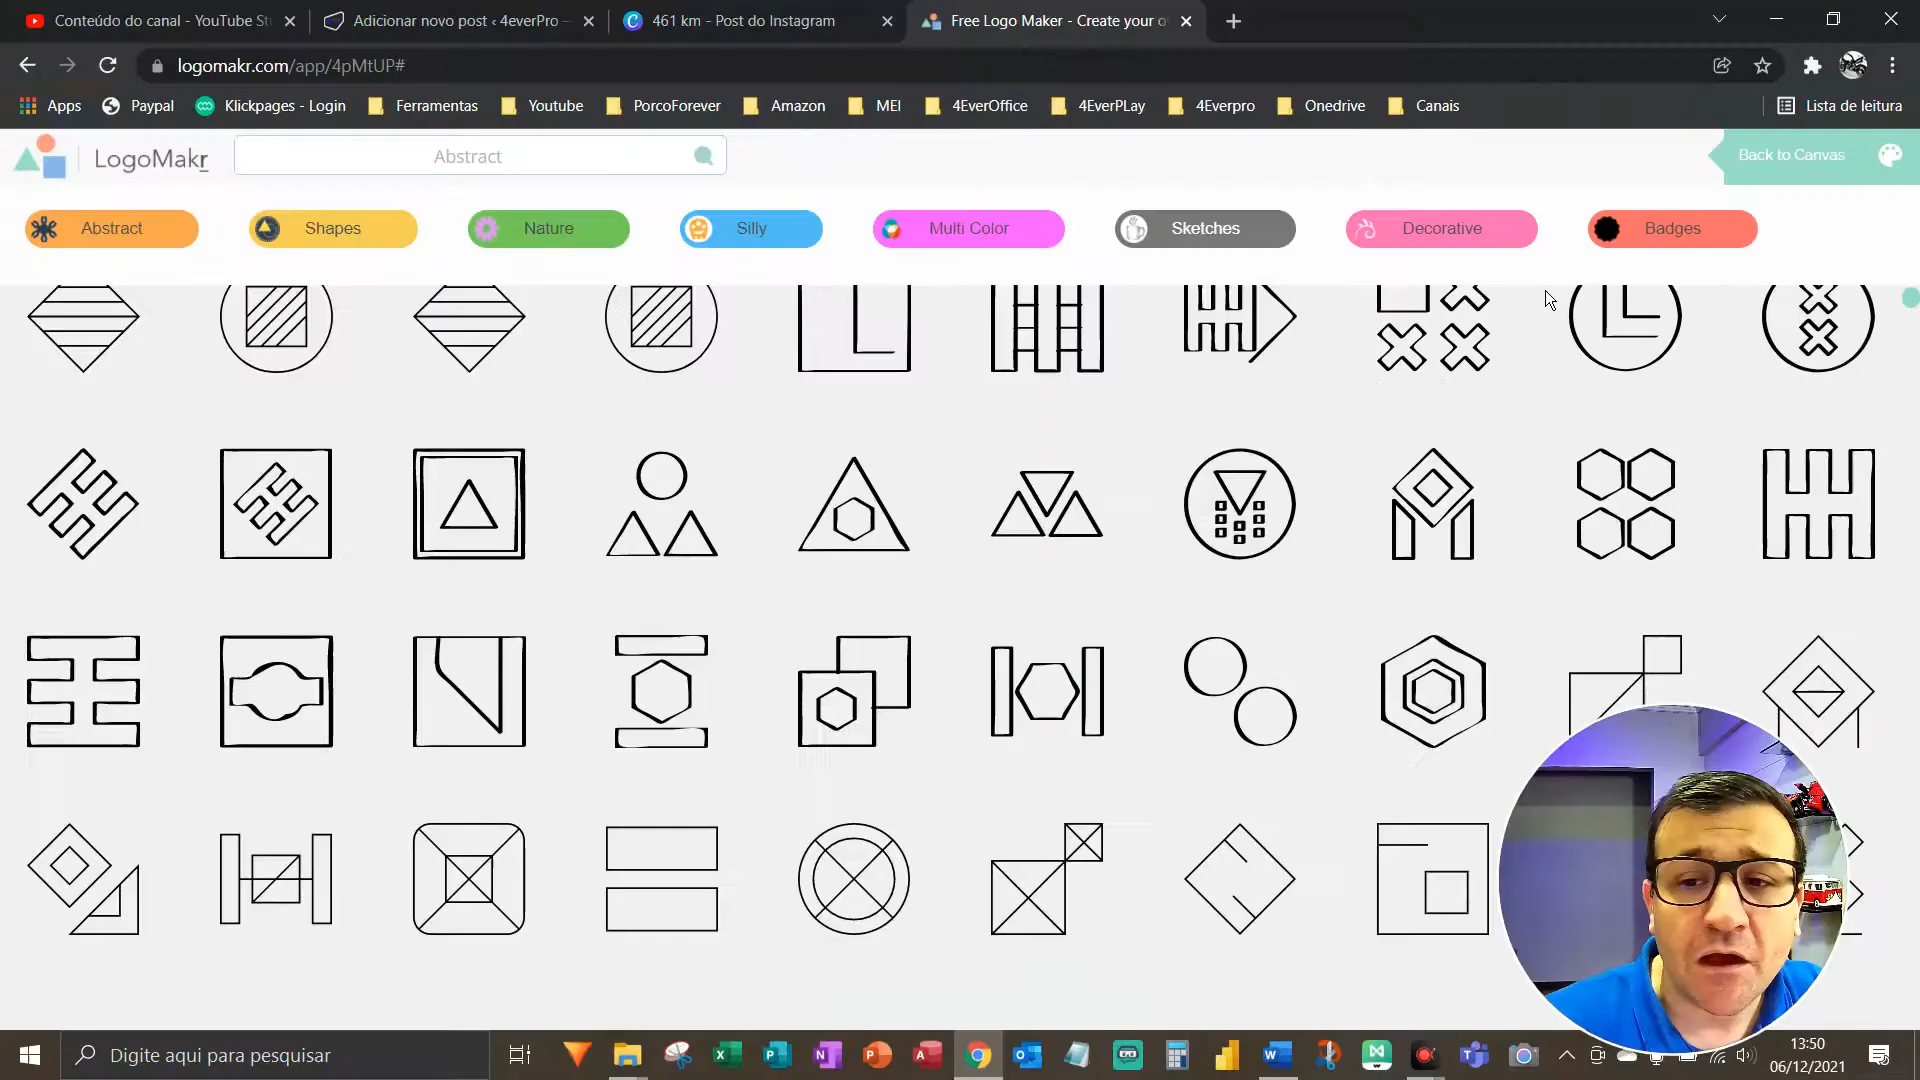 Conteúdo do canal - YouTube St
Adicionar novo post ‹ 4everPro —
461 km - Post do Instagram
Free Logo Maker - Create your o
logomakr.com/app/4pMtUP#
Apps
Paypal
Klickpages - Login
Ferramentas
Youtube
PorcoForever
Amazon
MEI
4EverOffice
4EverPLay
4Everpro
Onedrive
Canais
Lista de leitura
LogoMakr
Abstract
Back to Canvas
Abstract
Shapes
Nature
Silly
Multi Color
Sketches
Decorative
Badges
Digite aqui para pesquisar
13:50
06/12/2021